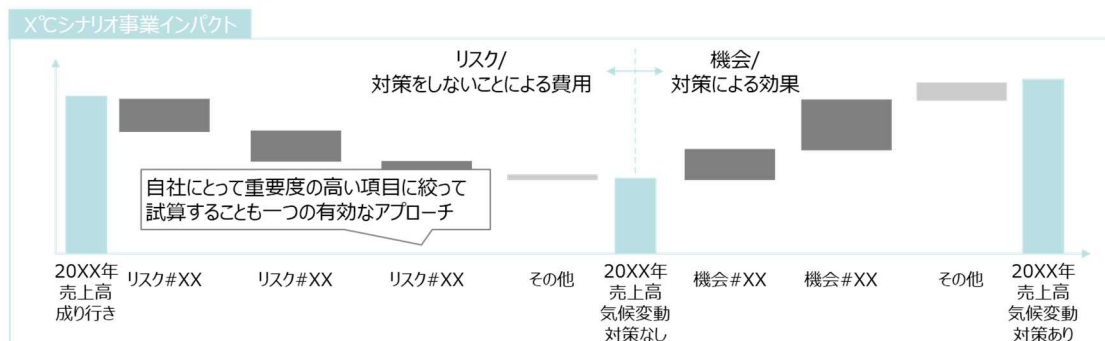 X℃シナリオ事業インパクト
リスク/
対策をしないことによる費用
機会/
対策による効果
自社にとって重要度の高い項目に絞って
試算することも一つの有効なアプローチ
20XX年
売上高
成り行き
リスク#XX
リスク#XX
リスク#XX
その他
20XX年
売上高
気候変動
対策なし
機会#XX
機会#XX
その他
20XX年
売上高
気候変動
対策あり